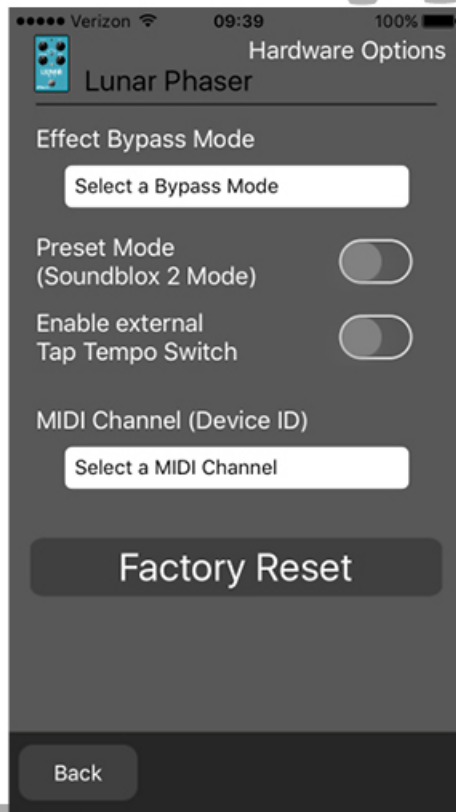 Verizon 09:39 100%
Hardware Options
Lunar Phaser
Effect Bypass Mode
Select a Bypass Mode
Preset Mode
(Soundblox 2 Mode)
Enable external
Tap Tempo Switch
MIDI Channel (Device ID)
Select a MIDI Channel
Factory Reset
Back